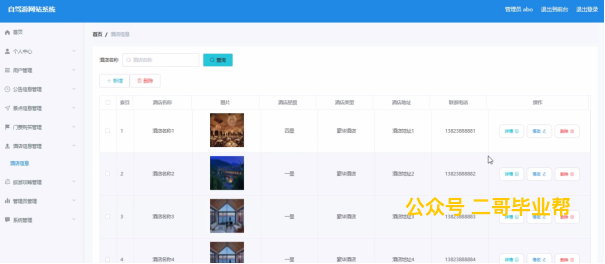 自驾游网站系统
管理员 abo 退出到前台 退出登录
首页
个人中心
用户管理
公告信息管理
景点信息管理
门票购买管理
酒店信息管理
酒店信息
旅游攻略管理
管理员管理
系统管理
首页 / 酒店信息
酒店名称 酒店名称 查询
+ 新增 删除
索引 酒店名称 图片 酒店星级 酒店类型 酒店地址 联系电话 操作
1 酒店名称1 四星 豪华酒店 酒店地址1 13823888881 详情 修改 删除
2 酒店名称2 一星 豪华酒店 酒店地址2 13823888882 详情 修改 删除
3 酒店名称3 一星 豪华酒店 酒店地址3 13823888883 详情 修改 删除
4 酒店名称4 一星 豪华酒店 酒店地址4 13823888884 详情 修改 删除
公众号 二哥毕业帮